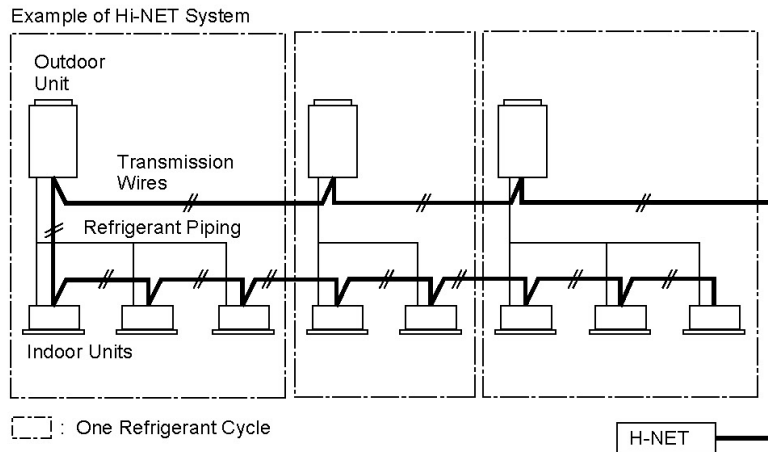 Example of Hi-NET System
Outdoor
Unit
Transmission
Wires
Refrigerant Piping
Indoor Units
: One Refrigerant Cycle
H-NET